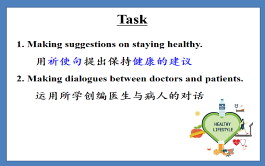 Task
1. Making suggestions on staying healthy.
用祈使句提出保持健康的建议
2. Making dialogues between doctors and patients.
运用所学创编医生与病人的对话
HEALTHY
LIFESTYLE